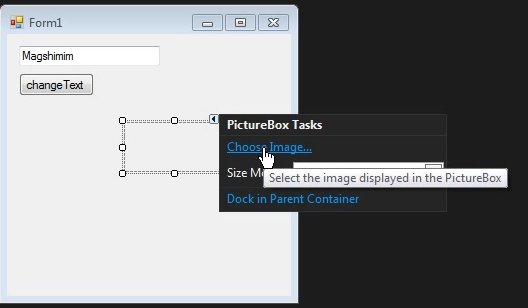 Form1
Magshimim
changeText
PictureBox Tasks
Choose Image...
Size Mo
Select the image displayed in the PictureBox
Dock in Parent Container